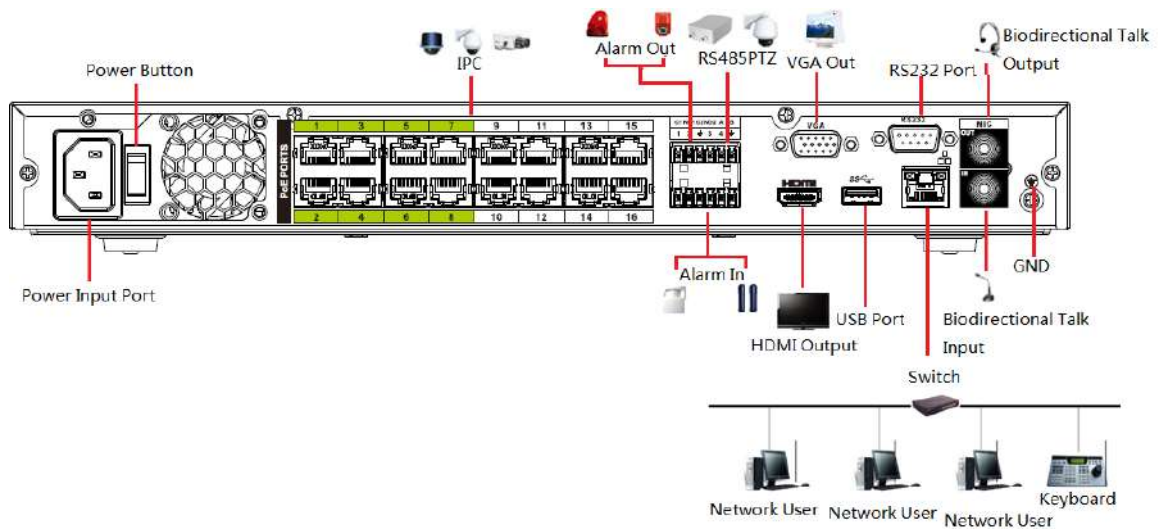 Alarm Out
RS485PTZ
VGA Out
Biodirectional Talk
Output
Power Button
IPC
RS232 Port
1 3 5 7 9 11 13 15
VGA
RS232
MIC
OUT
PoE PORTS
HDMI
SS
IN
2 4 6 8 10 12 14 16
Power Input Port
Alarm In
GND
USB Port
HDMI Output
Biodirectional Talk
Input
Switch
Network User
Network User
Network User
Keyboard